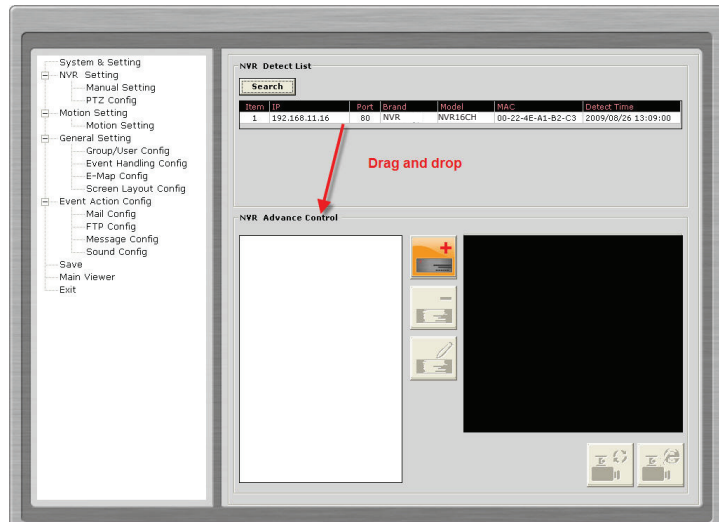 System & Setting
NVR Setting
Manual Setting
PTZ Config
Motion Setting
Motion Setting
General Setting
Group/User Config
Event Handling Config
E-Map Config
Screen Layout Config
Event Action Config
Mail Config
FTP Config
Message Config
Sound Config
Save
Main Viewer
Exit
NVR Detect List
Search
Item IP Port Brand Model MAC Detect Time
1 192.168.11.16 80 NVR NVR16CH 00-22-4E-A1-B2-C3 2009/08/26 13:09:00
Drag and drop
NVR Advance Control